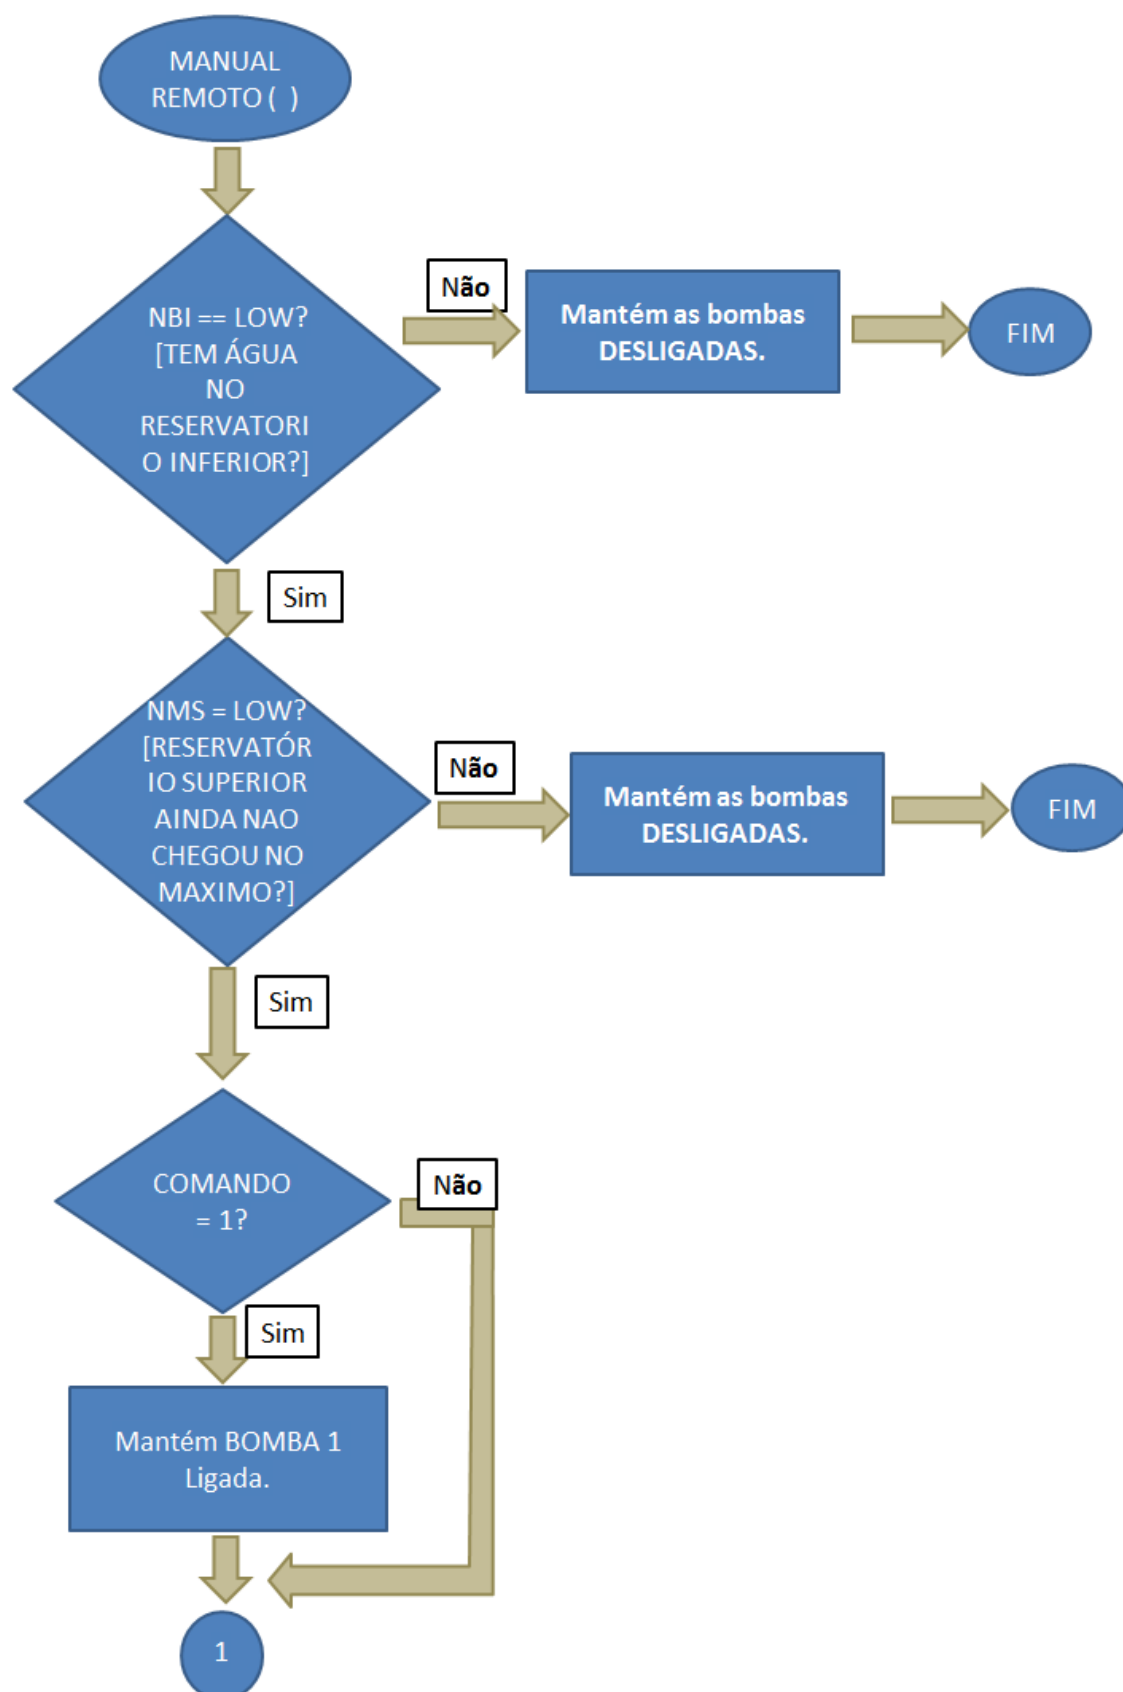 MANUAL
REMOTO ( )
NBI == LOW?
[TEM ÁGUA
NO
RESERVATORI
O INFERIOR?]
Não
Mantém as bombas
DESLIGADAS.
FIM
Sim
NMS = LOW?
[RESERVATÓR
IO SUPERIOR
AINDA NAO
CHEGOU NO
MAXIMO?]
Não
Mantém as bombas
DESLIGADAS.
FIM
Sim
COMANDO
= 1?
Não
Sim
Mantém BOMBA 1
Ligada.
1